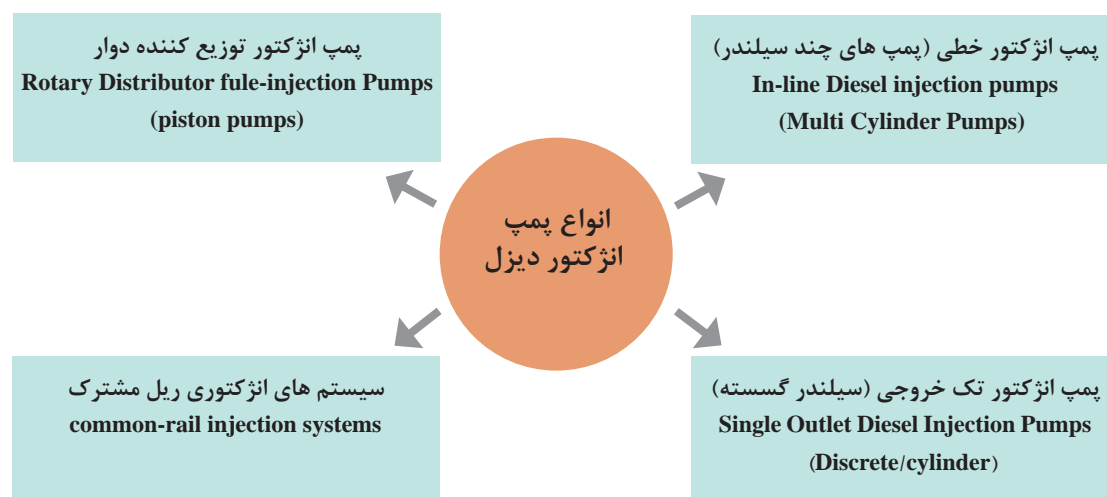 پمپ انژکتور خطی (پمپ های چند سیلندر)
In-line Diesel injection pumps
(Multi Cylinder Pumps)
پمپ انژکتور توزیع کننده دوار
Rotary Distributor fule-injection Pumps
(piston pumps)
انواع پمپ
انژکتور دیزل
پمپ انژکتور تک خروجی (سیلندر گسسته)
Single Outlet Diesel Injection Pumps
(Discrete/cylinder)
سیستم های انژکتوری ریل مشترک
common-rail injection systems